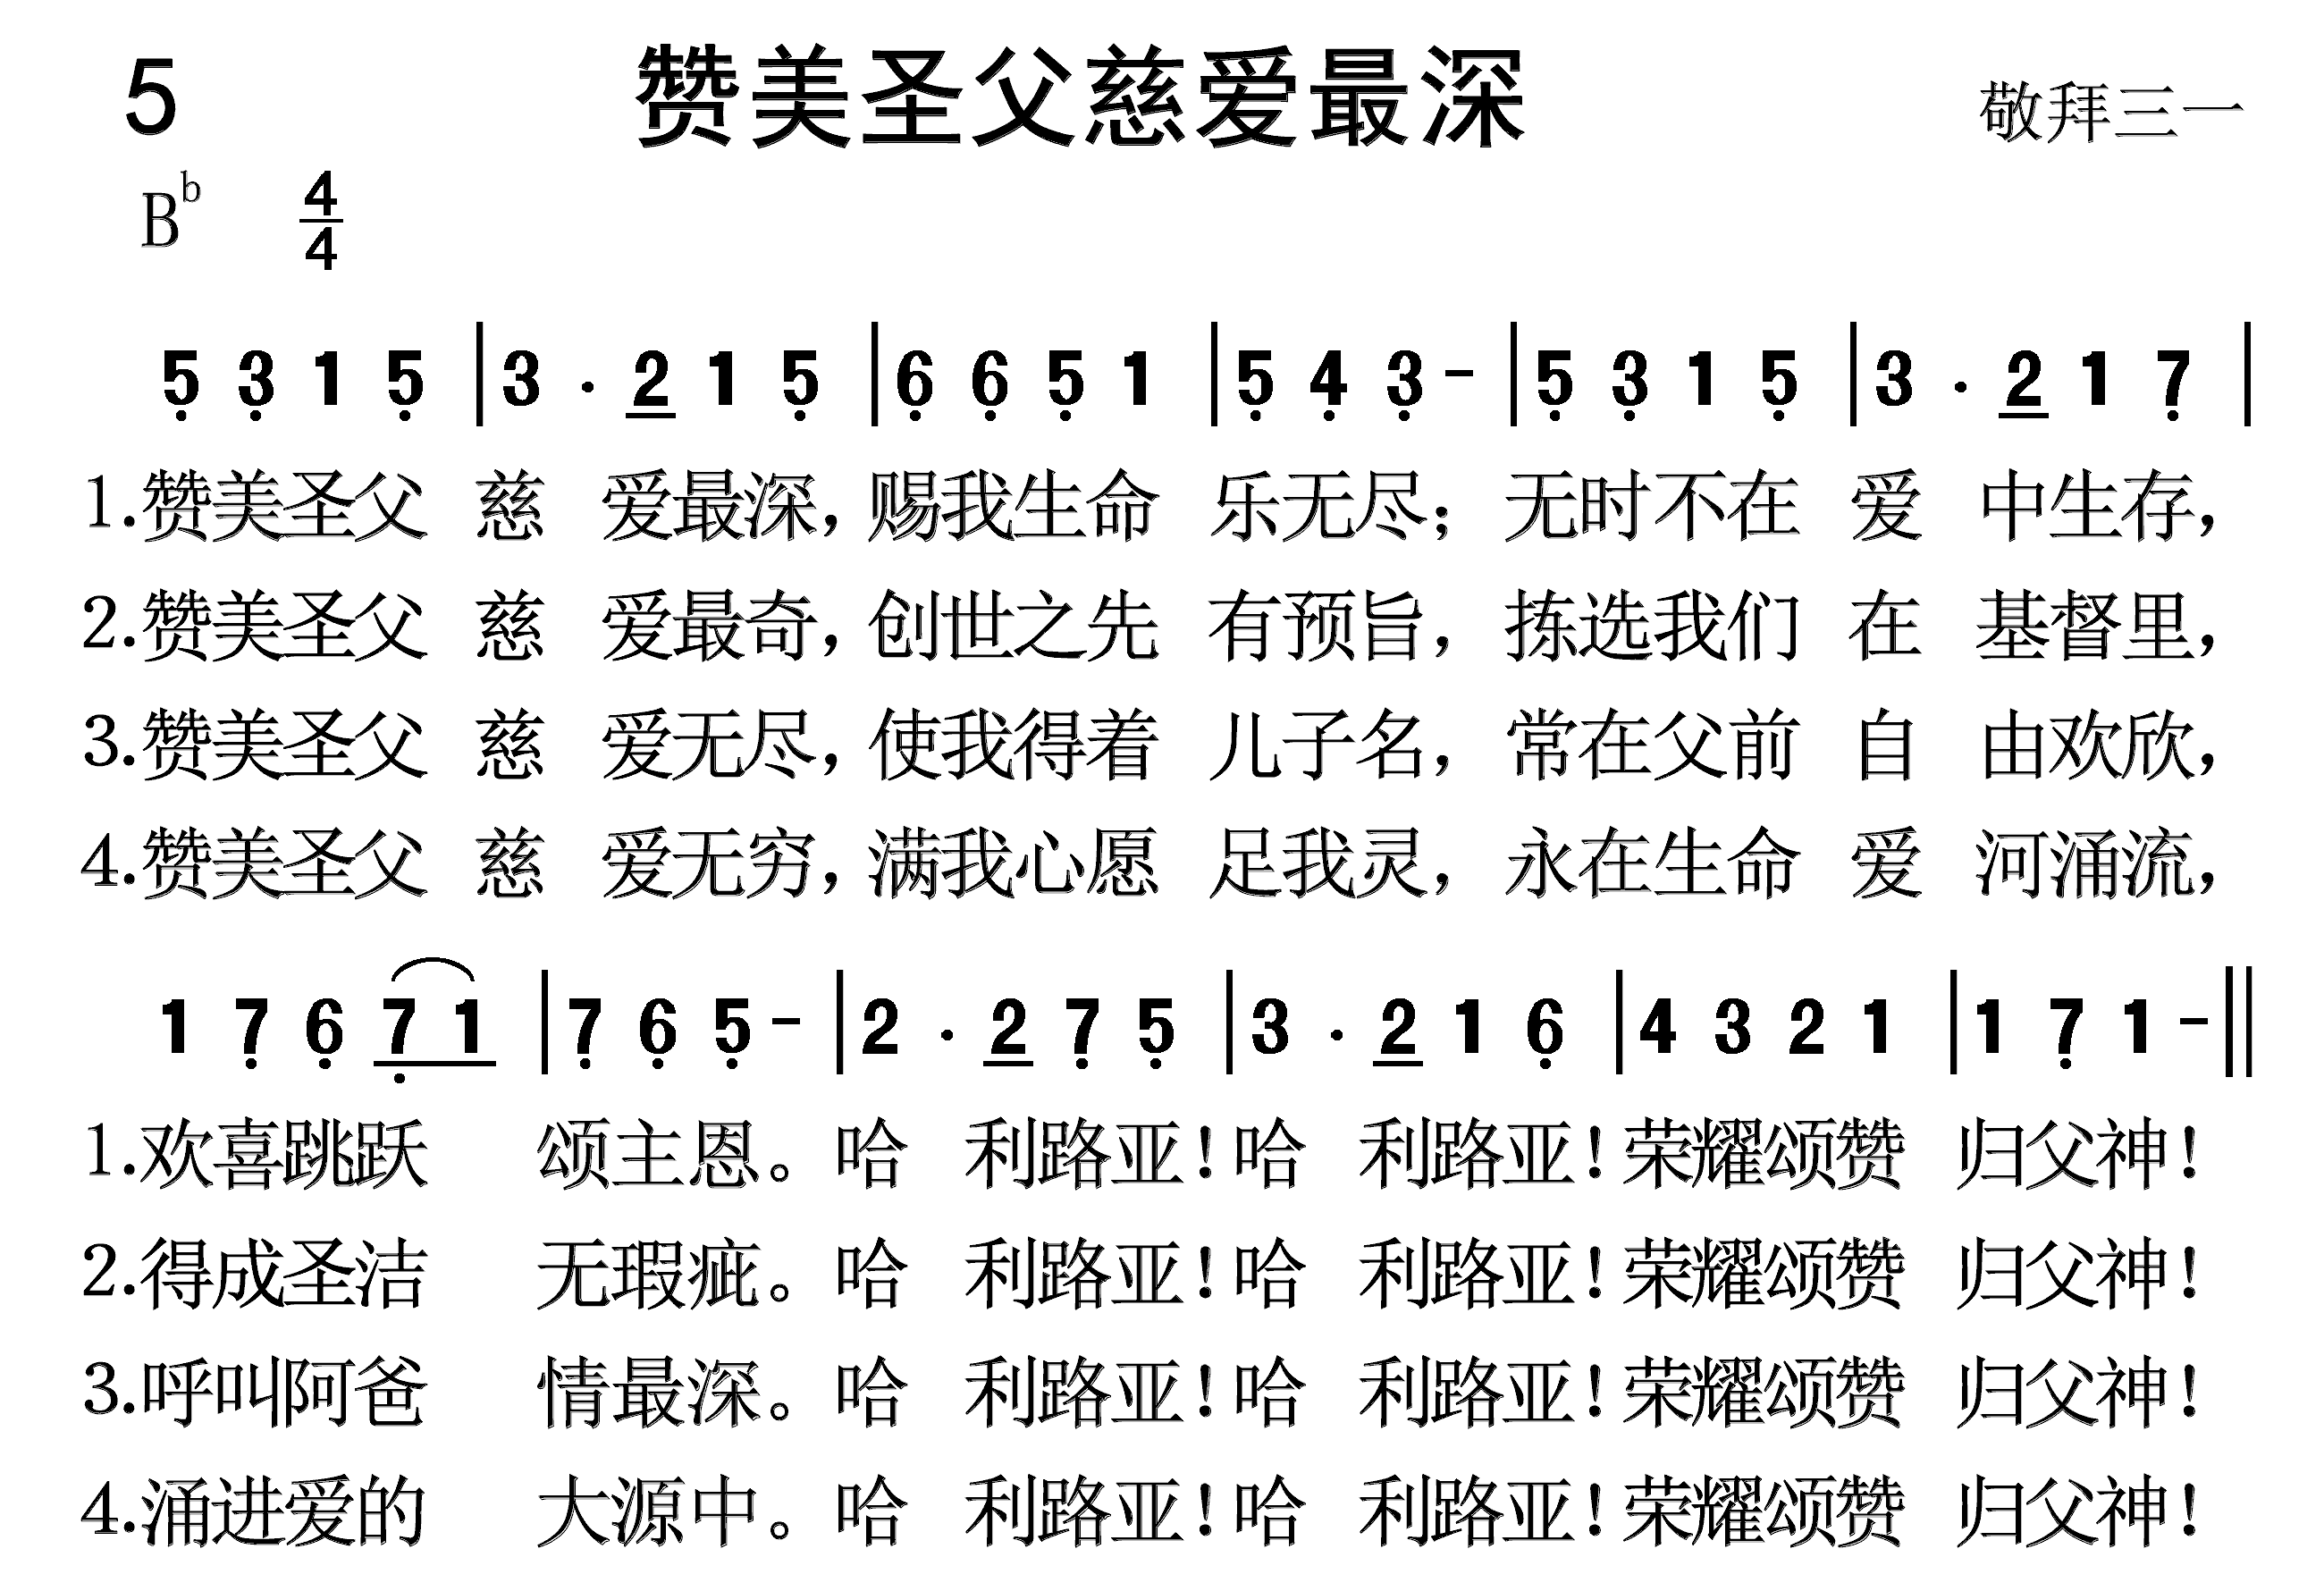 5 赞美圣父慈爱最深 敬拜三一
B♭ 4/4
5̣ 3̣ 1 5̣ | 3 · 2̲ 1 5̣ | 6̣ 6̣ 5̣ 1 | 5̣ 4̣ 3̣ - | 5̣ 3̣ 1 5̣ | 3 · 2̲ 1 7̣ |
1.赞美圣父 慈 爱最深，赐我生命 乐无尽；无时不在 爱 中生存，
2.赞美圣父 慈 爱最奇，创世之先 有预旨，拣选我们 在 基督里，
3.赞美圣父 慈 爱无尽，使我得着 儿子名，常在父前 自 由欢欣，
4.赞美圣父 慈 爱无穷，满我心愿 足我灵，永在生命 爱 河涌流，
1 7̣ 6̣ 7̣̲ 1̲ | 7̣ 6̣ 5̣ - | 2 · 2̲ 7̣ 5̣ | 3 · 2̲ 1 6̣ | 4 3 2 1 | 1 7̣ 1 - ‖
1.欢喜跳跃 颂主恩。哈 利路亚！哈 利路亚！荣耀颂赞 归父神！
2.得成圣洁 无瑕疵。哈 利路亚！哈 利路亚！荣耀颂赞 归父神！
3.呼叫阿爸 情最深。哈 利路亚！哈 利路亚！荣耀颂赞 归父神！
4.涌进爱的 大源中。哈 利路亚！哈 利路亚！荣耀颂赞 归父神！